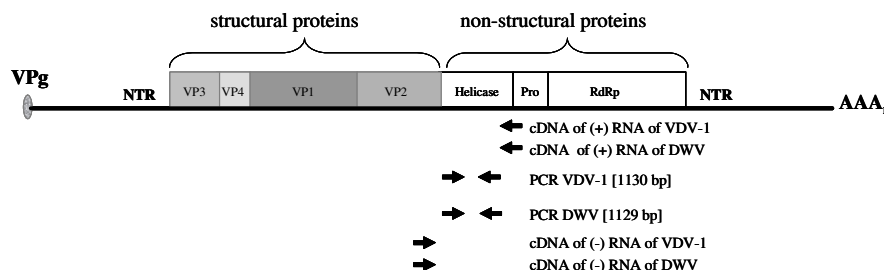 structural proteins non-structural proteins
VPg
NTR VP3 VP4 VP1 VP2 Helicase Pro RdRp NTR
AAA,
cDNA of (+) RNA of VDV-1
cDNA of (+) RNA of DWV
PCR VDV-1 [1130 bp]
PCR DWV [1129 bp]
cDNA of (-) RNA of VDV-1
cDNA of (-) RNA of DWV